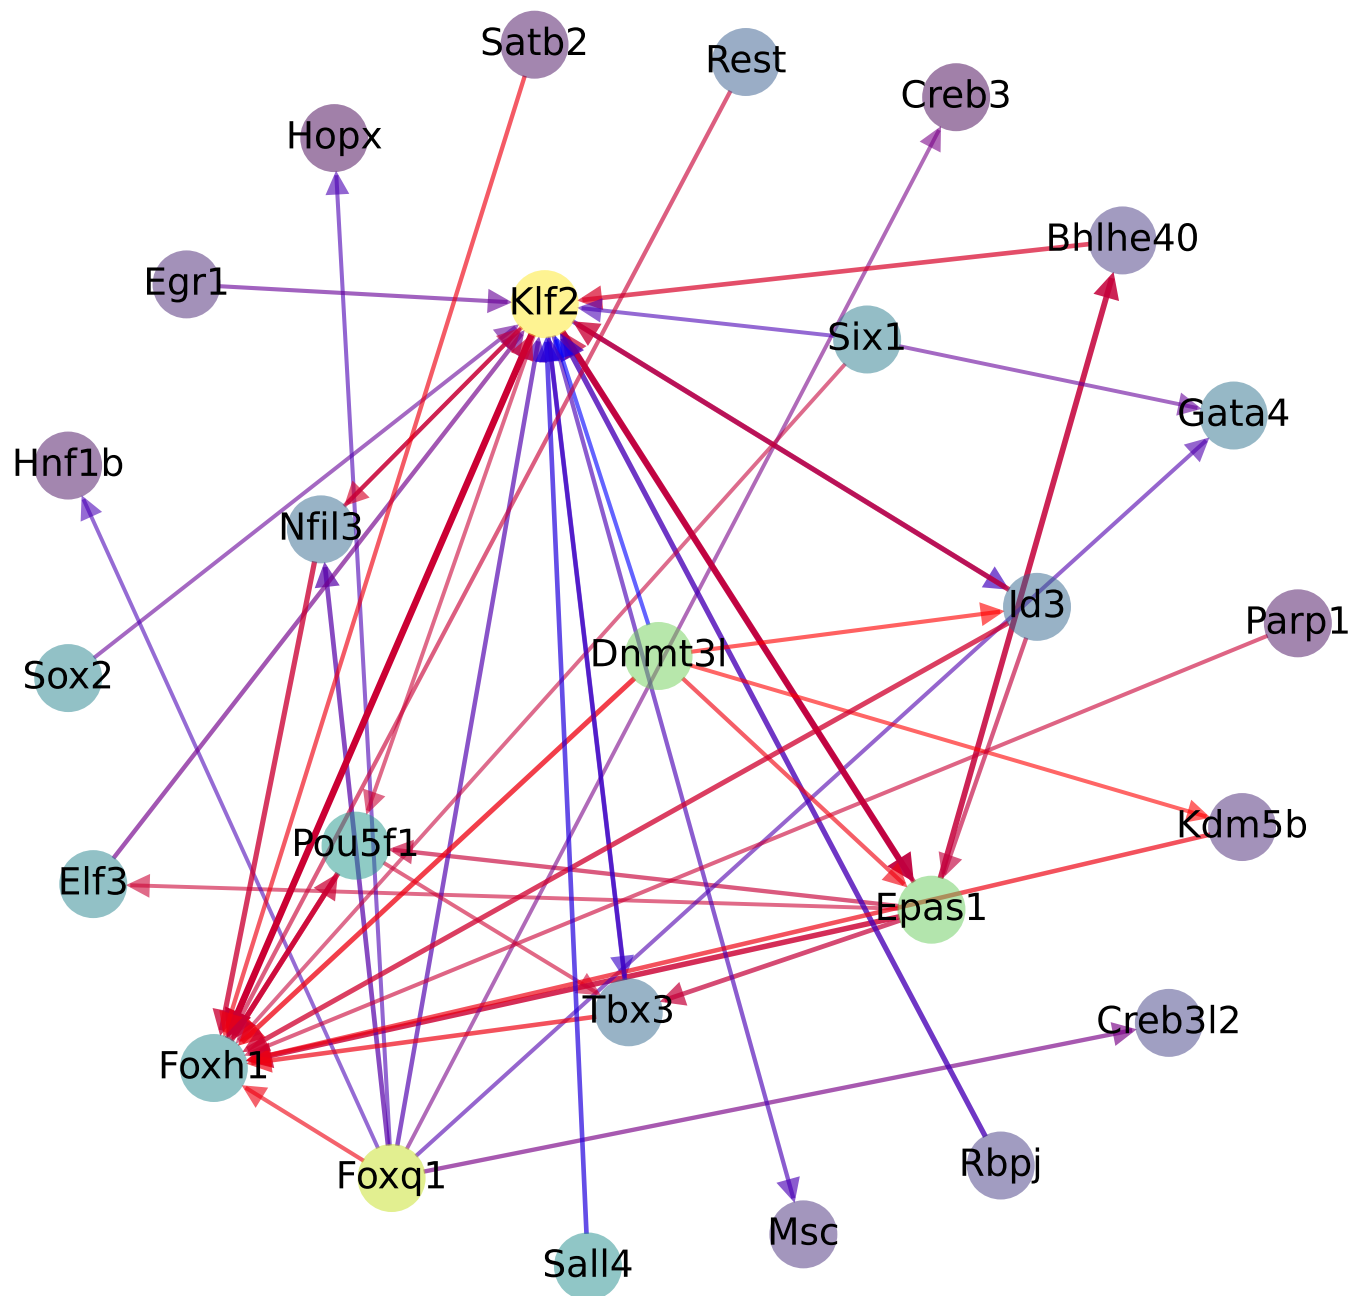 Satb2
Rest
Creb3
Hopx
Bhlhe40
Egr1
Klf2
Six1
Gata4
Hnf1b
Nfil3
Id3
Parp1
Dnmt3l
Sox2
Kdm5b
Pou5f1
Elf3
Epas1
Tbx3
Creb3l2
Foxh1
Rbpj
Foxq1
Msc
Sall4